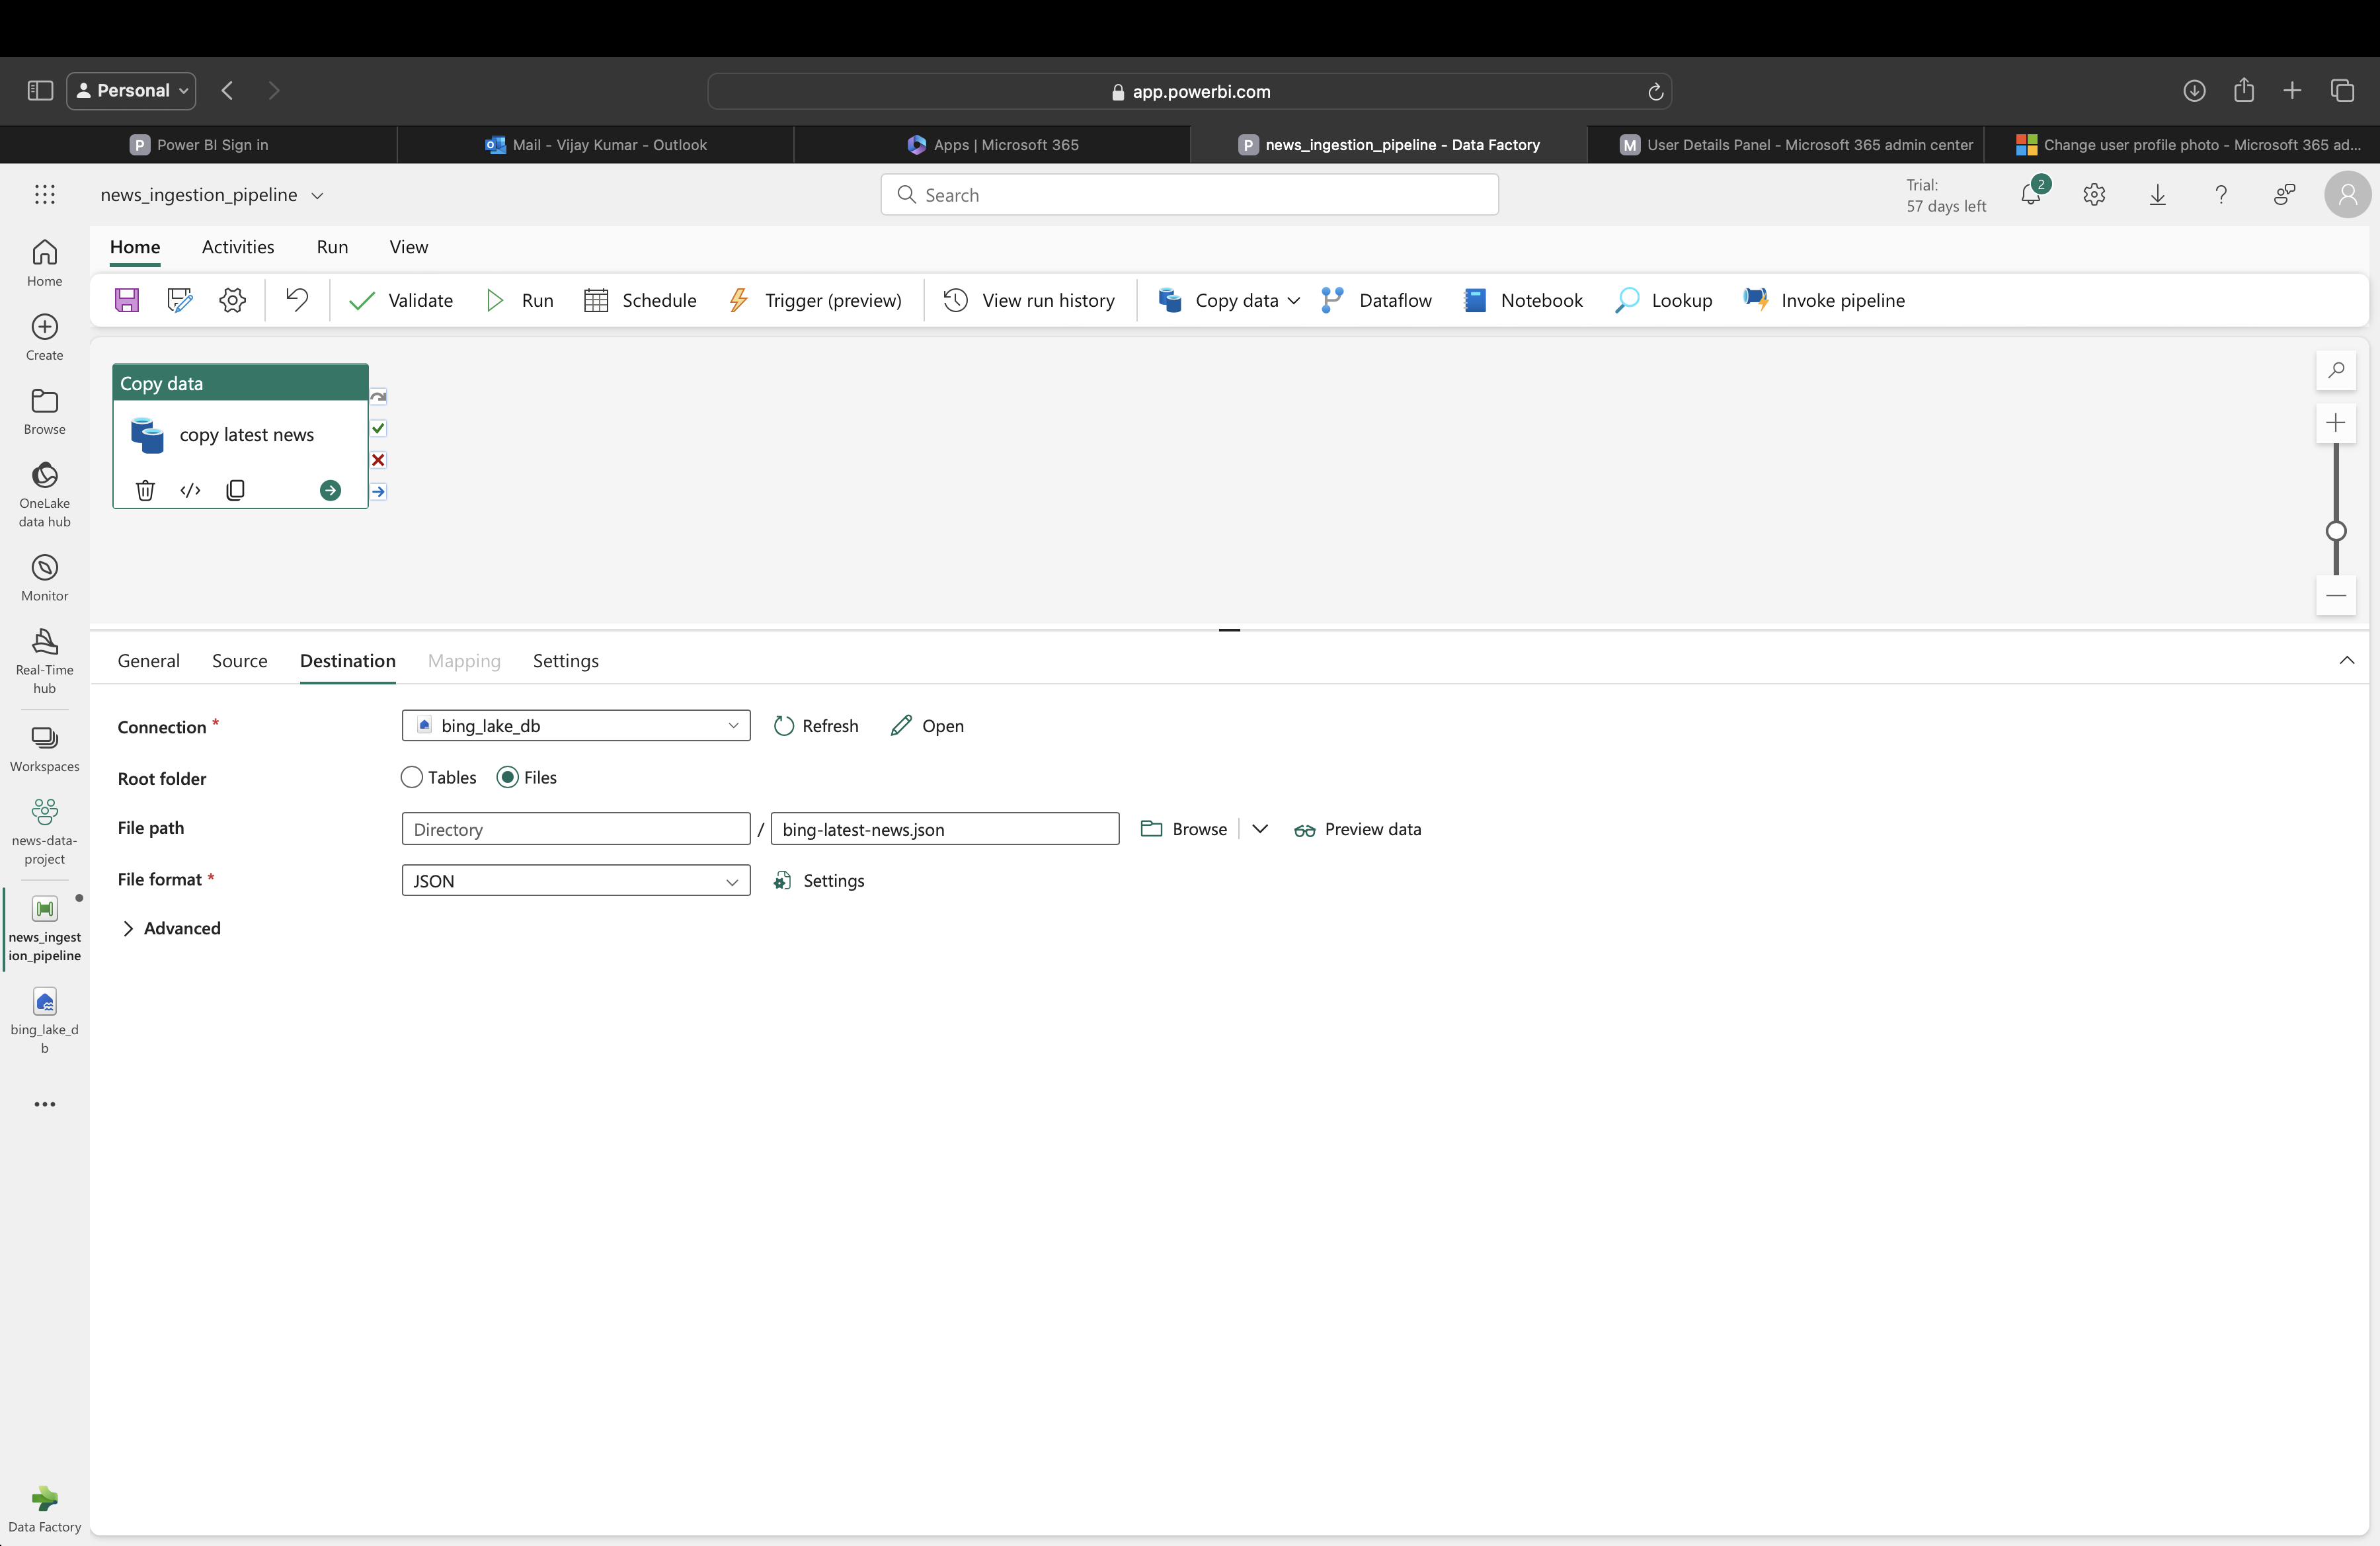 Personal
app.powerbi.com
Power BI Sign in
Mail - Vijay Kumar - Outlook
Apps | Microsoft 365
news_ingestion_pipeline - Data Factory
User Details Panel - Microsoft 365 admin center
Change user profile photo - Microsoft 365 ad...
news_ingestion_pipeline
Search
Trial:
57 days left
2
Home
Activities
Run
View
Validate
Run
Schedule
Trigger (preview)
View run history
Copy data
Dataflow
Notebook
Lookup
Invoke pipeline
Home
Create
Browse
OneLake
data hub
Monitor
Real-Time
hub
Workspaces
news-data-
project
news_ingest
ion_pipeline
bing_lake_d
b
Data Factory
Copy data
copy latest news
General
Source
Destination
Mapping
Settings
Connection *
bing_lake_db
Refresh
Open
Root folder
Tables
Files
File path
Directory
/
bing-latest-news.json
Browse
Preview data
File format *
JSON
Settings
Advanced